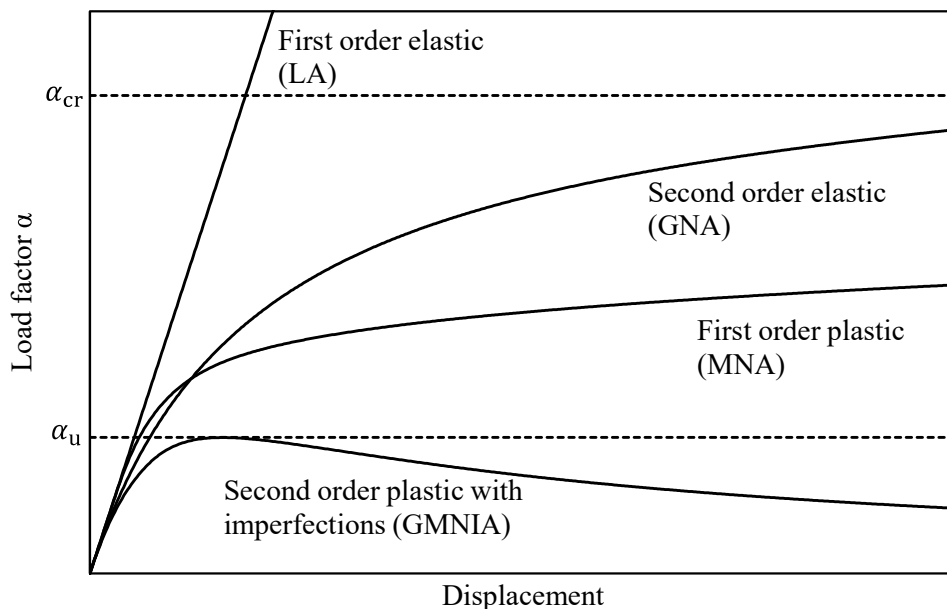 First order elastic
(LA)
α_cr
Second order elastic
(GNA)
Load factor α
First order plastic
(MNA)
α_u
Second order plastic with
imperfections (GMNIA)
Displacement